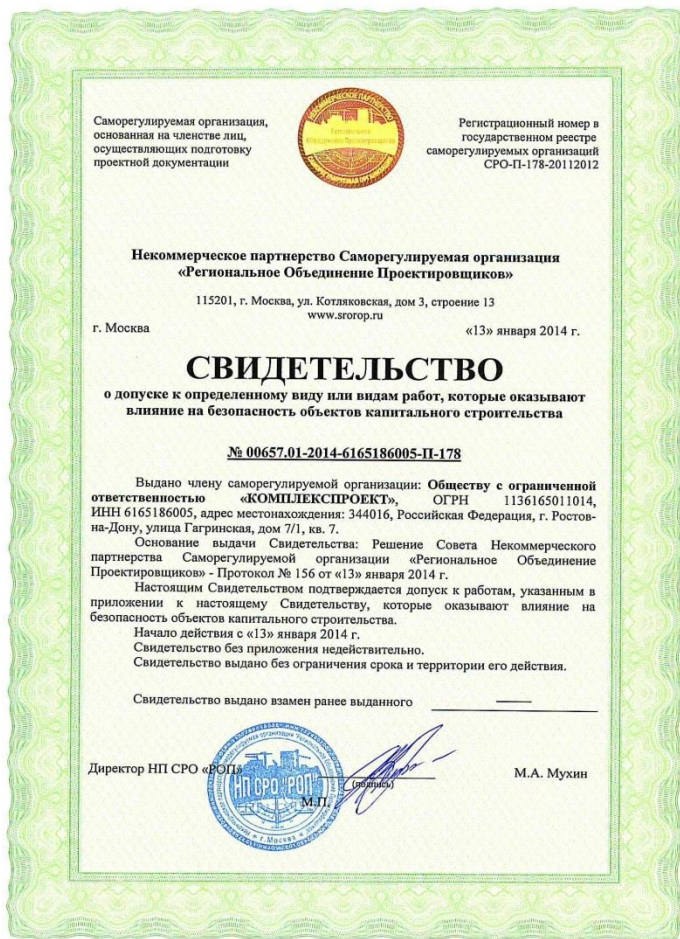 Саморегулируемая организация,
основанная на членстве лиц,
осуществляющих подготовку
проектной документации
НЕКОММЕРЧЕСКОЕ ПАРТНЕРСТВО
Региональное
Объединение Проектировщиков
САМОРЕГУЛИРУЕМАЯ ОРГАНИЗАЦИЯ
Регистрационный номер в
государственном реестре
саморегулируемых организаций
СРО-П-178-20112012
Некоммерческое партнерство Саморегулируемая организация
«Региональное Объединение Проектировщиков»
115201, г. Москва, ул. Котляковская, дом 3, строение 13
www.srorop.ru
г. Москва
«13» января 2014 г.
СВИДЕТЕЛЬСТВО
о допуске к определенному виду или видам работ, которые оказывают
влияние на безопасность объектов капитального строительства
№ 00657.01-2014-6165186005-П-178
Выдано члену саморегулируемой организации: Обществу с ограниченной
ответственностью «КОМПЛЕКСПРОЕКТ», ОГРН 1136165011014,
ИНН 6165186005, адрес местонахождения: 344016, Российская Федерация, г. Ростов-
на-Дону, улица Гагринская, дом 7/1, кв. 7.
Основание выдачи Свидетельства: Решение Совета Некоммерческого
партнерства Саморегулируемой организации «Региональное Объединение
Проектировщиков» - Протокол № 156 от «13» января 2014 г.
Настоящим Свидетельством подтверждается допуск к работам, указанным в
приложении к настоящему Свидетельству, которые оказывают влияние на
безопасность объектов капитального строительства.
Начало действия с «13» января 2014 г.
Свидетельство без приложения недействительно.
Свидетельство выдано без ограничения срока и территории его действия.
Свидетельство выдано взамен ранее выданного
Директор НП СРО «РОП»
(подпись)
М.А. Мухин
М.П.
НП СРО "РОП"
г. Москва